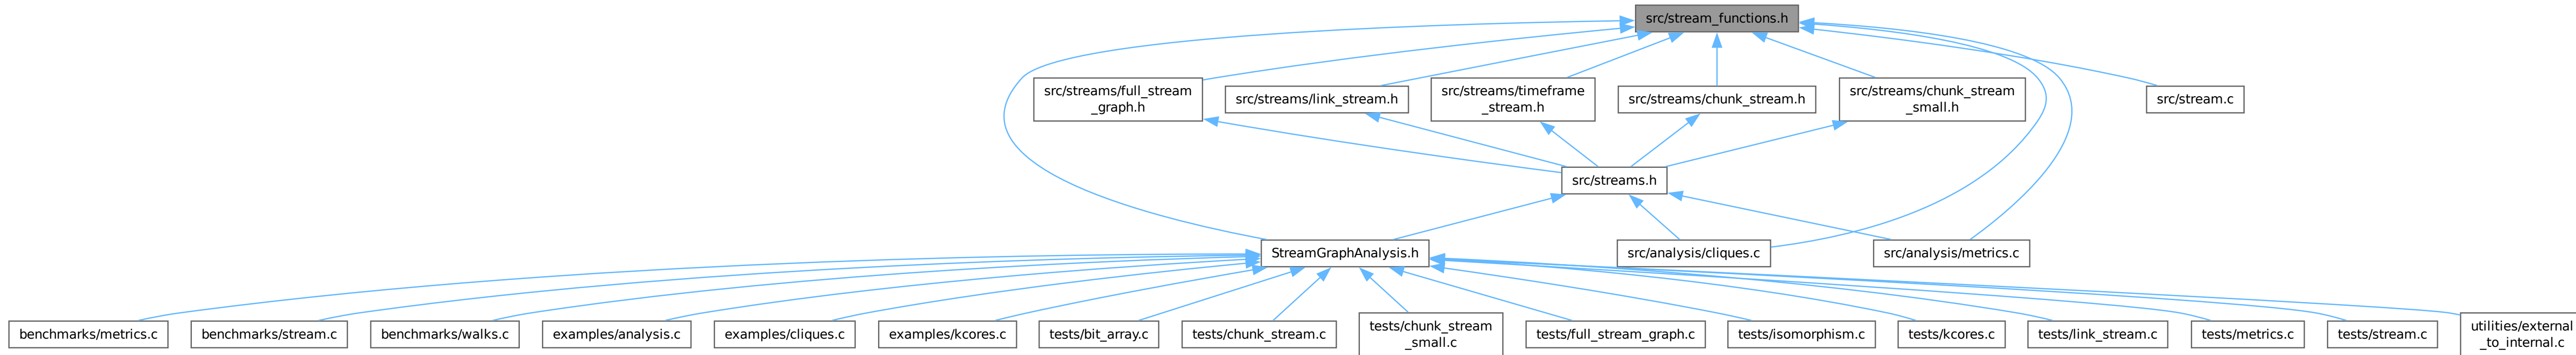 src/stream_functions.h
src/streams/full_stream
_graph.h
src/streams/link_stream.h
src/streams/timeframe
_stream.h
src/streams/chunk_stream.h
src/streams/chunk_stream
_small.h
src/stream.c
src/streams.h
StreamGraphAnalysis.h
src/analysis/cliques.c
src/analysis/metrics.c
benchmarks/metrics.c
benchmarks/stream.c
benchmarks/walks.c
examples/analysis.c
examples/cliques.c
examples/kcores.c
tests/bit_array.c
tests/chunk_stream.c
tests/chunk_stream
_small.c
tests/full_stream_graph.c
tests/isomorphism.c
tests/kcores.c
tests/link_stream.c
tests/metrics.c
tests/stream.c
utilities/external
_to_internal.c